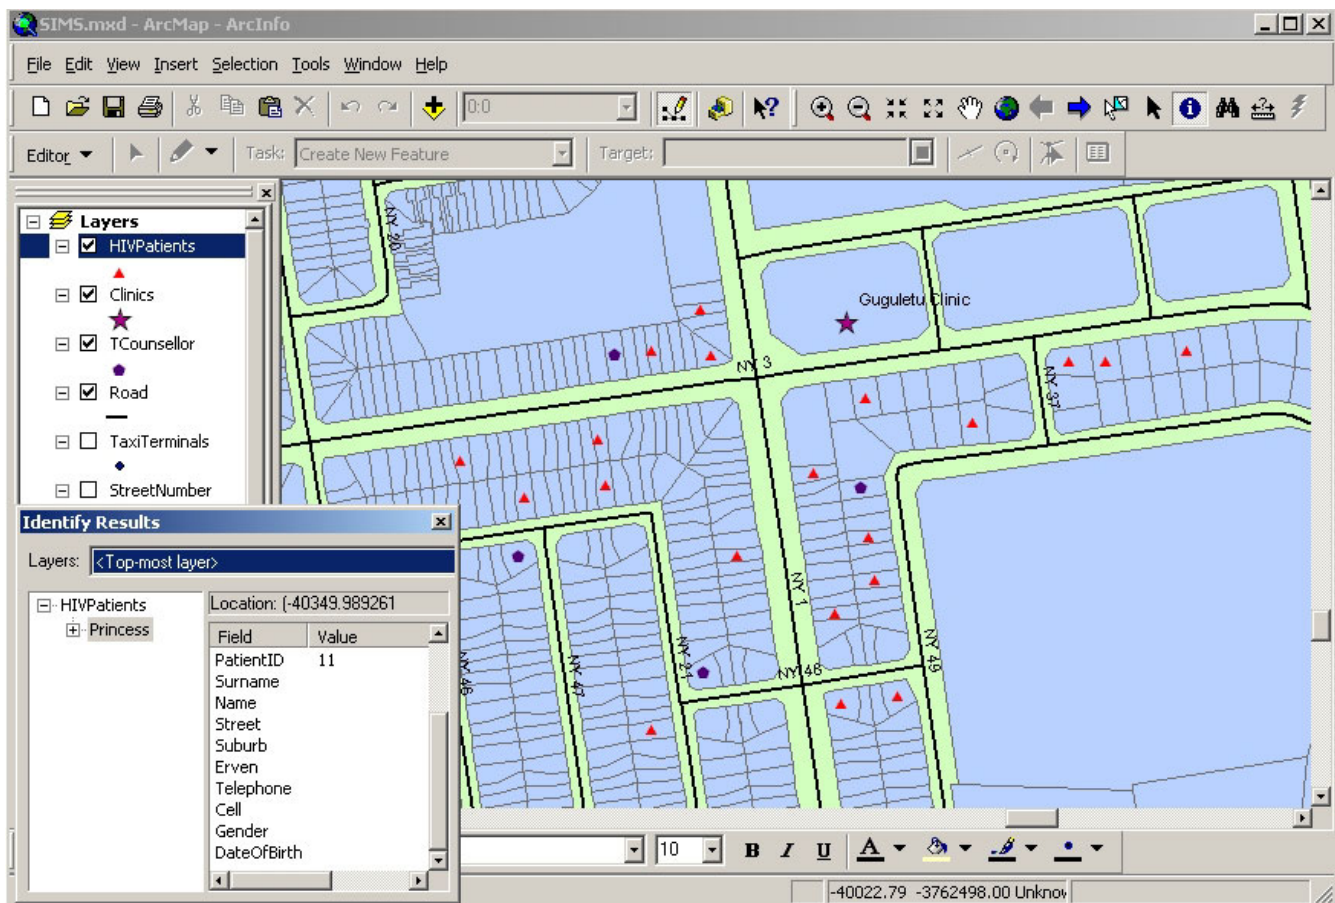 SIMS.mxd - ArcMap - ArcInfo
File Edit View Insert Selection Tools Window Help
0:0
Editor Task: Create New Feature Target:
Layers
HIVPatients
Clinics
TCounsellor
Road
TaxiTerminals
StreetNumber
NY 20
Guguletu Clinic
NY 3
NY 37
NY 1
NY 21
NY 46
NY 49
NY 46
NY 47
Identify Results
Layers: <Top-most layer>
HIVPatients
Princess
Location: (-40349.989261
Field Value
PatientID 11
Surname
Name
Street
Suburb
Erven
Telephone
Cell
Gender
DateOfBirth
10 B I U A
-40022.79 -3762498.00 Unknov